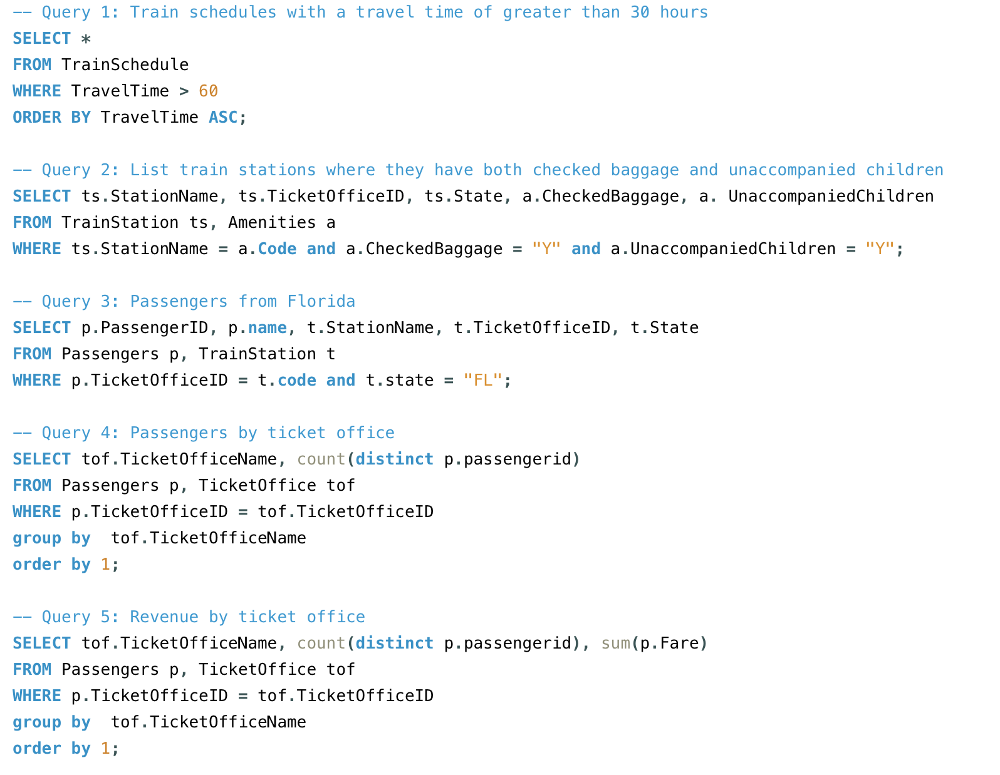 -- Query 1: Train schedules with a travel time of greater than 30 hours
SELECT *
FROM TrainSchedule
WHERE TravelTime > 60
ORDER BY TravelTime ASC;

-- Query 2: List train stations where they have both checked baggage and unaccompanied children
SELECT ts.StationName, ts.TicketOfficeID, ts.State, a.CheckedBaggage, a. UnaccompaniedChildren
FROM TrainStation ts, Amenities a
WHERE ts.StationName = a.Code and a.CheckedBaggage = "Y" and a.UnaccompaniedChildren = "Y";

-- Query 3: Passengers from Florida
SELECT p.PassengerID, p.name, t.StationName, t.TicketOfficeID, t.State
FROM Passengers p, TrainStation t
WHERE p.TicketOfficeID = t.code and t.state = "FL";

-- Query 4: Passengers by ticket office
SELECT tof.TicketOfficeName, count(distinct p.passengerid)
FROM Passengers p, TicketOffice tof
WHERE p.TicketOfficeID = tof.TicketOfficeID
group by  tof.TicketOfficeName
order by 1;

-- Query 5: Revenue by ticket office
SELECT tof.TicketOfficeName, count(distinct p.passengerid), sum(p.Fare)
FROM Passengers p, TicketOffice tof
WHERE p.TicketOfficeID = tof.TicketOfficeID
group by  tof.TicketOfficeName
order by 1;